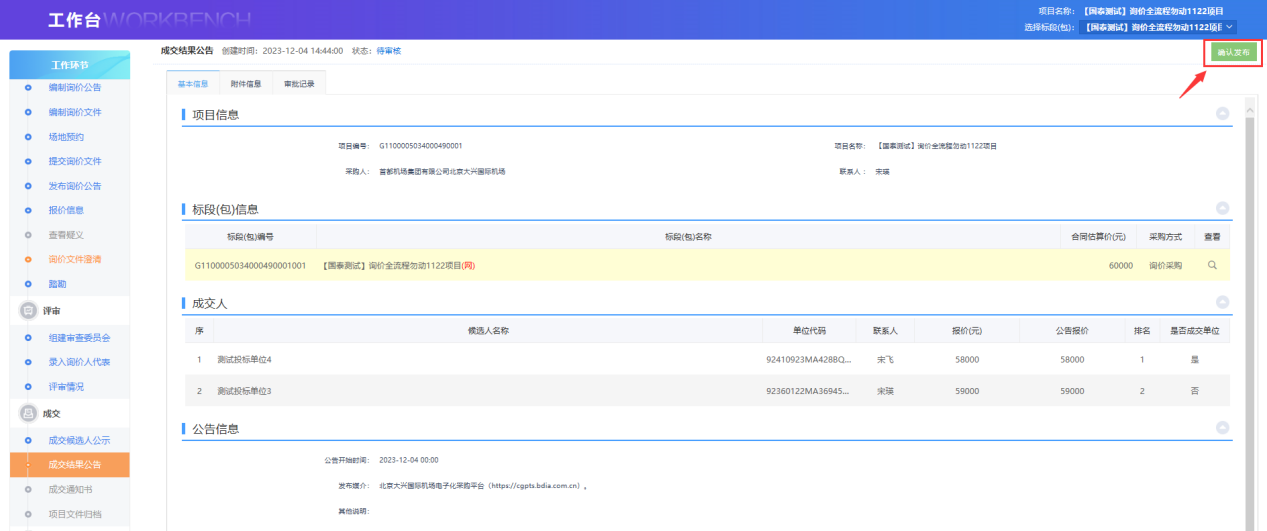 工作台WORKBENCH
项目名称: 【国泰测试】询价全流程勿动1122项目
选择标段(包): 【国泰测试】询价全流程勿动1122项目
成交结果公告 创建时间: 2023-12-04 14:44:00 状态: 待审核
确认发布
工作环节
编制询价公告
编制询价文件
场地预约
提交询价文件
发布询价公告
报价信息
查看疑义
询价文件澄清
踏勘
评审
组建审查委员会
录入询价人代表
评审情况
成交
成交候选人公示
成交结果公告
成交通知书
项目文件归档
基本信息 附件信息 审批记录
项目信息
项目编号: G1100005034000490001 项目名称: 【国泰测试】询价全流程勿动1122项目
采购人: 首都机场集团有限公司北京大兴国际机场 联系人: 宋瑛
标段(包)信息
标段(包)编号 标段(包)名称 合同估算价(元) 采购方式 查看
G1100005034000490001001 【国泰测试】询价全流程勿动1122项目(网) 60000 询价采购
成交人
序 候选人名称 单位代码 联系人 报价(元) 公告报价 排名 是否成交单位
1 测试投标单位4 92410923MA428BQ... 宋飞 58000 58000 1 是
2 测试投标单位3 92360122MA36945... 宋瑛 59000 59000 2 否
公告信息
公告开始时间: 2023-12-04 00:00
发布媒介: 北京大兴国际机场电子化采购平台（https://cgpts.bdia.com.cn）。
其他说明: